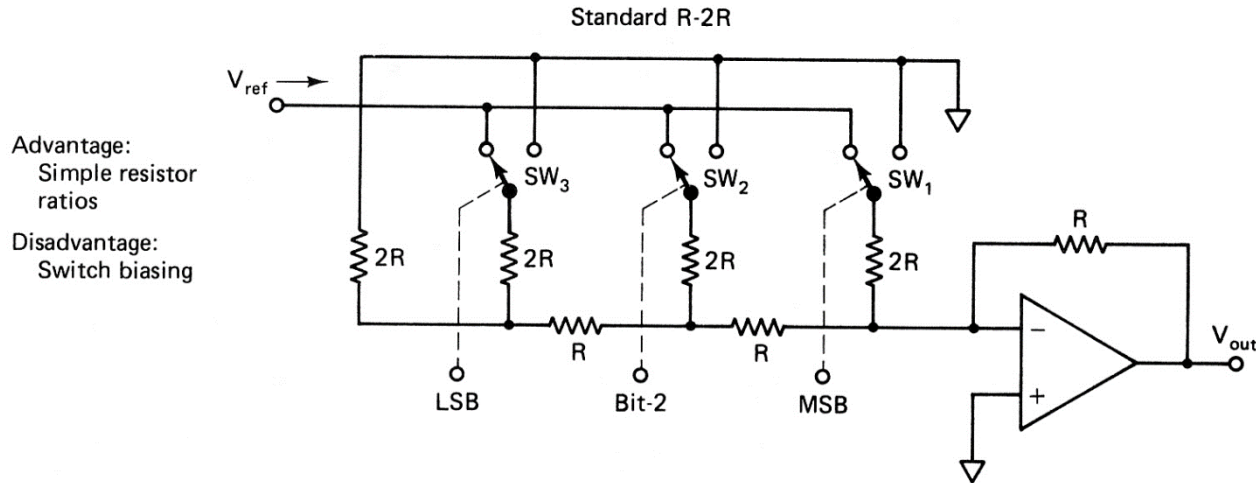 Standard R-2R
V_ref
Advantage:
Simple resistor
ratios
Disadvantage:
Switch biasing
SW_3
SW_2
SW_1
2R
2R
2R
2R
R
R
R
LSB
Bit-2
MSB
−
+
V_out